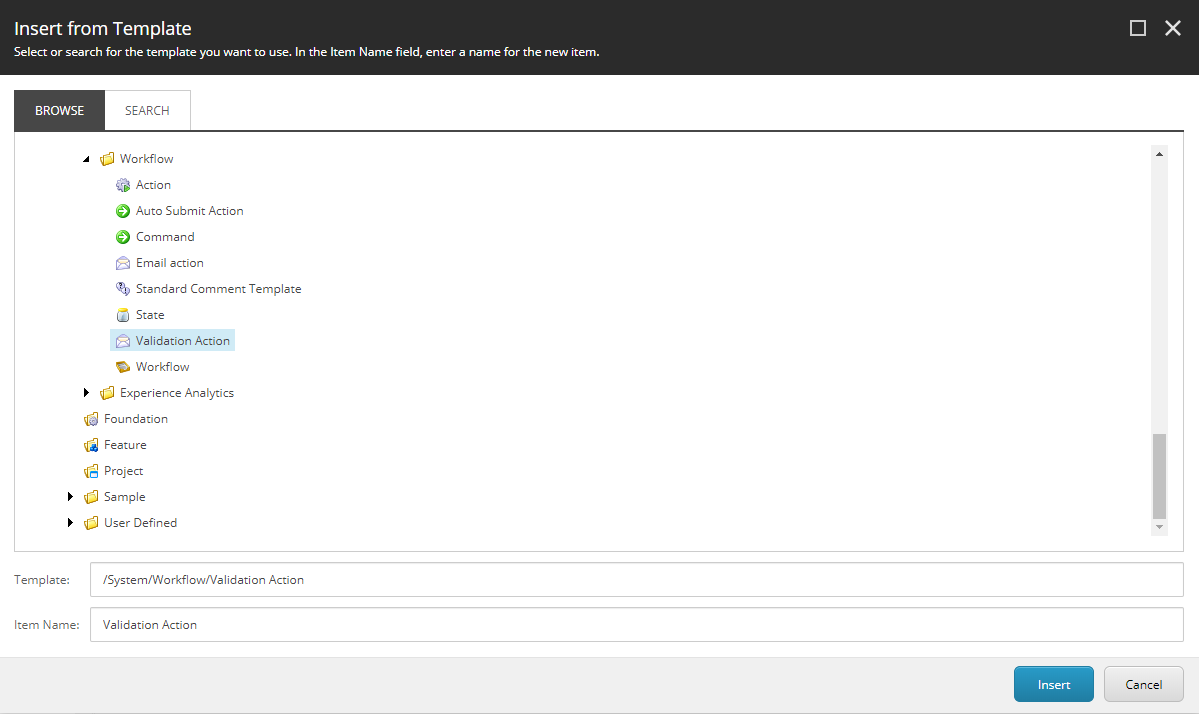 Insert from Template
Select or search for the template you want to use. In the Item Name field, enter a name for the new item.
BROWSE SEARCH
Workflow
Action
Auto Submit Action
Command
Email action
Standard Comment Template
State
Validation Action
Workflow
Experience Analytics
Foundation
Feature
Project
Sample
User Defined
Template: /System/Workflow/Validation Action
Item Name: Validation Action
Insert Cancel